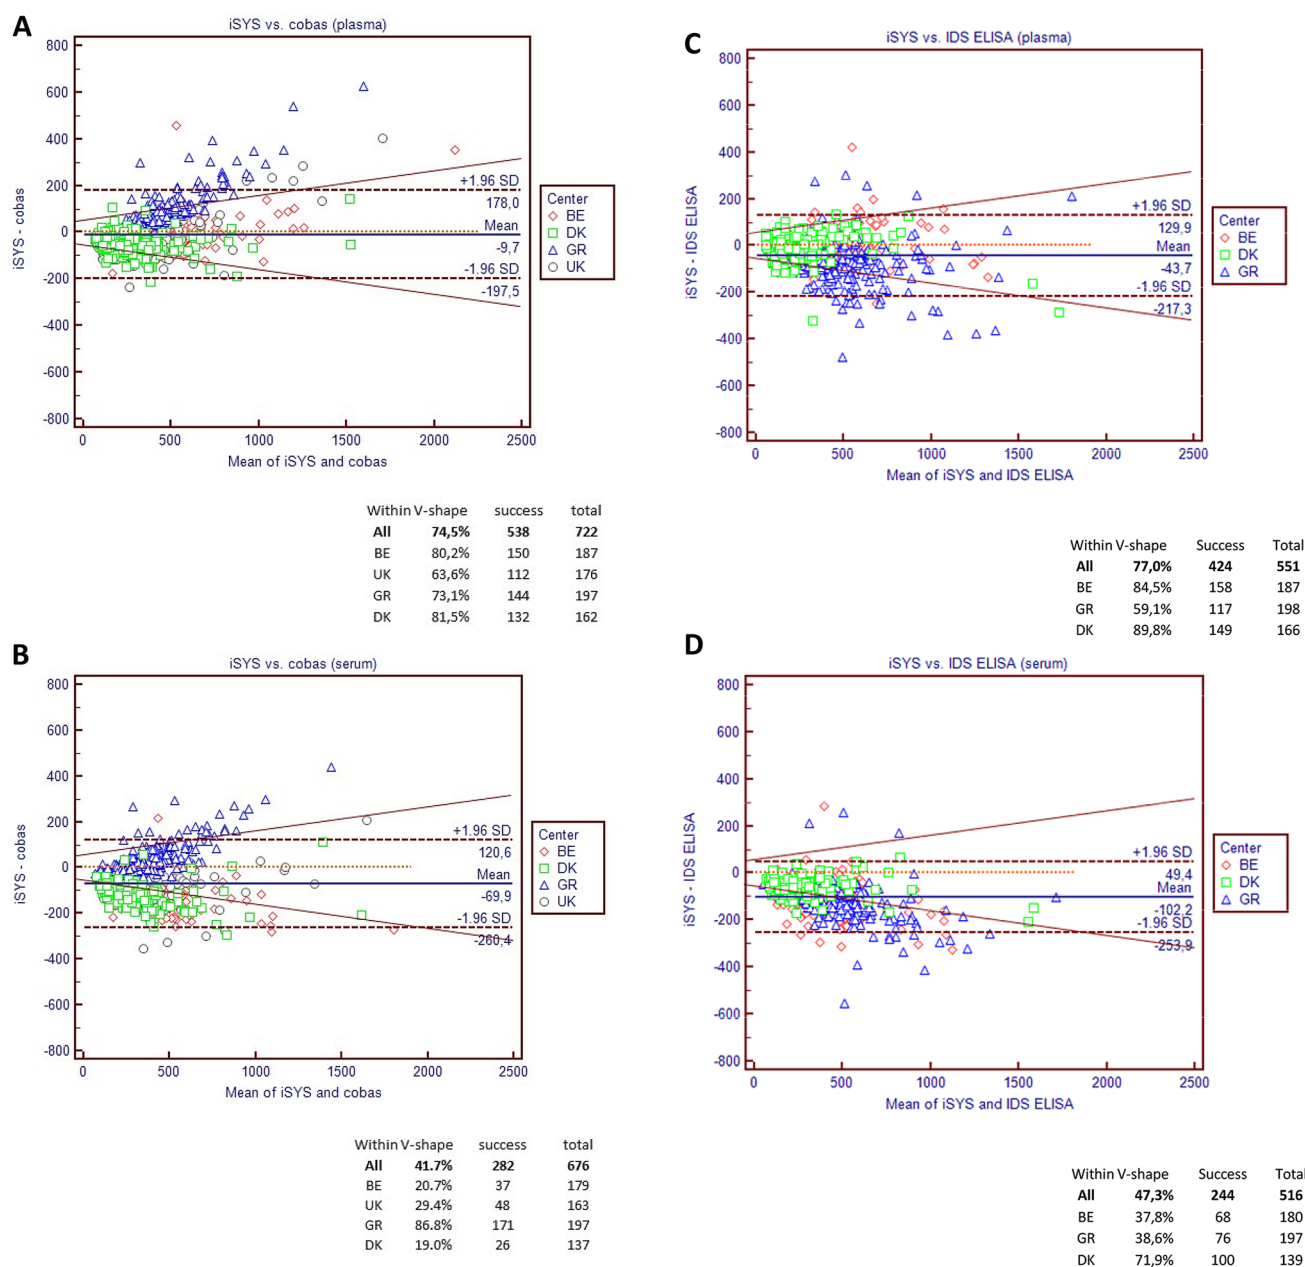 A
iSYS vs. cobas (plasma)
800
600
400
200
0
-200
-400
-600
-800
iSYS - cobas
+1.96 SD
178,0
Mean
-9,7
-1.96 SD
-197,5
0 500 1000 1500 2000 2500
Mean of iSYS and cobas
Center
BE
DK
GR
UK
Within V-shape success total
All 74,5% 538 722
BE 80,2% 150 187
UK 63,6% 112 176
GR 73,1% 144 197
DK 81,5% 132 162
B
iSYS vs. cobas (serum)
800
600
400
200
0
-200
-400
-600
-800
iSYS - cobas
+1.96 SD
120,6
Mean
-69,9
-1.96 SD
-260,4
0 500 1000 1500 2000 2500
Mean of iSYS and cobas
Center
BE
DK
GR
UK
Within V-shape success total
All 41.7% 282 676
BE 20.7% 37 179
UK 29.4% 48 163
GR 86.8% 171 197
DK 19.0% 26 137
C
iSYS vs. IDS ELISA (plasma)
800
600
400
200
0
-200
-400
-600
-800
iSYS - IDS ELISA
+1.96 SD
129,9
Mean
-43,7
-1.96 SD
-217,3
0 500 1000 1500 2000 2500
Mean of iSYS and IDS ELISA
Center
BE
DK
GR
Within V-shape Success Total
All 77,0% 424 551
BE 84,5% 158 187
GR 59,1% 117 198
DK 89,8% 149 166
D
iSYS vs. IDS ELISA (serum)
800
600
400
200
0
-200
-400
-600
-800
iSYS - IDS ELISA
+1.96 SD
49,4
Mean
-102,2
-1.96 SD
-253,9
0 500 1000 1500 2000 2500
Mean of iSYS and IDS ELISA
Center
BE
DK
GR
Within V-shape Success Total
All 47,3% 244 516
BE 37,8% 68 180
GR 38,6% 76 197
DK 71,9% 100 139